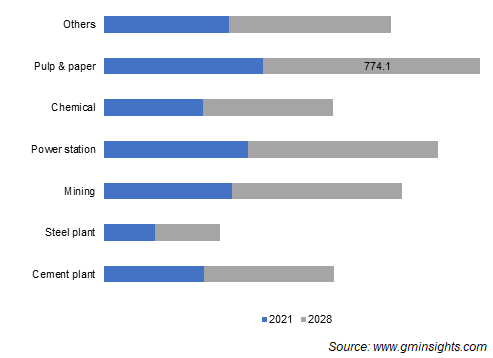 Others
Pulp & paper
774.1
Chemical
Power station
Mining
Steel plant
Cement plant
2021 2028
Source: www.gminsights.com